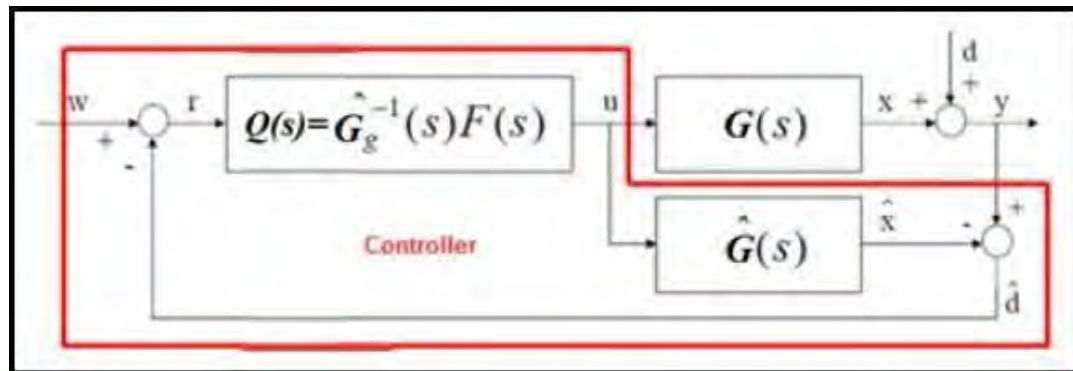 d
w
r
Q(s)=Ĝg⁻¹(s)F(s)
u
G(s)
x
+
+
y
+
-
Controller
Ĝ(s)
x̂
-
+
d̂